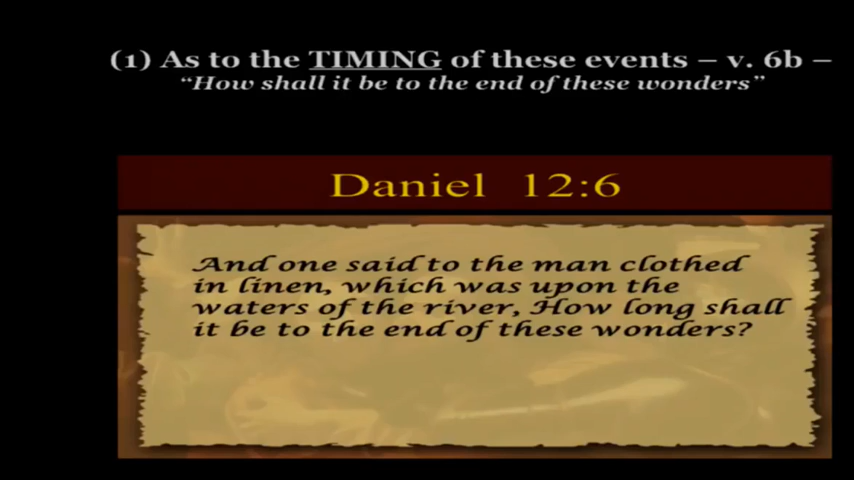 (1) As to the TIMING of these events – v. 6b –
“How shall it be to the end of these wonders”
Daniel 12:6
And one said to the man clothed
in linen, which was upon the
waters of the river, How long shall
it be to the end of these wonders?